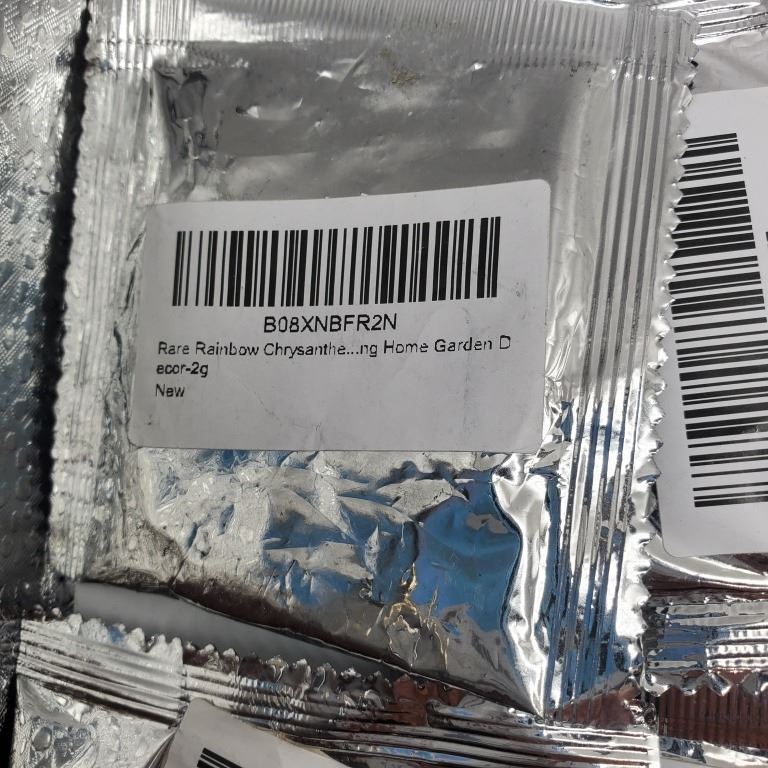 B08XNBFR2N
Rare Rainbow Chrysanthe...ng Home Garden D
ecor-2g
New